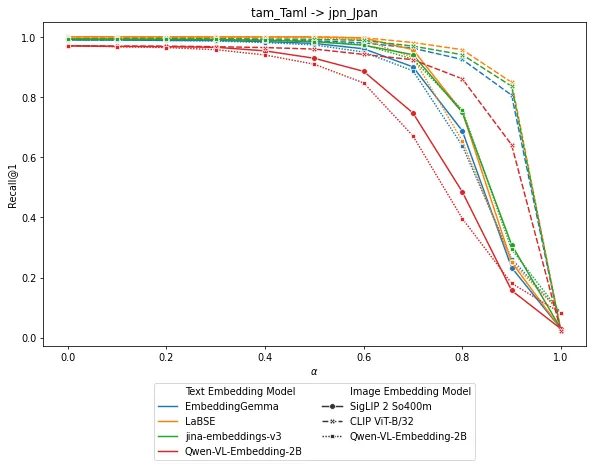 tam_Taml -> jpn_Jpan
Recall@1
1.0
0.8
0.6
0.4
0.2
0.0
0.0 0.2 0.4 0.6 0.8 1.0
α
Text Embedding Model
EmbeddingGemma
LaBSE
jina-embeddings-v3
Qwen-VL-Embedding-2B
Image Embedding Model
SigLIP 2 So400m
CLIP ViT-B/32
Qwen-VL-Embedding-2B